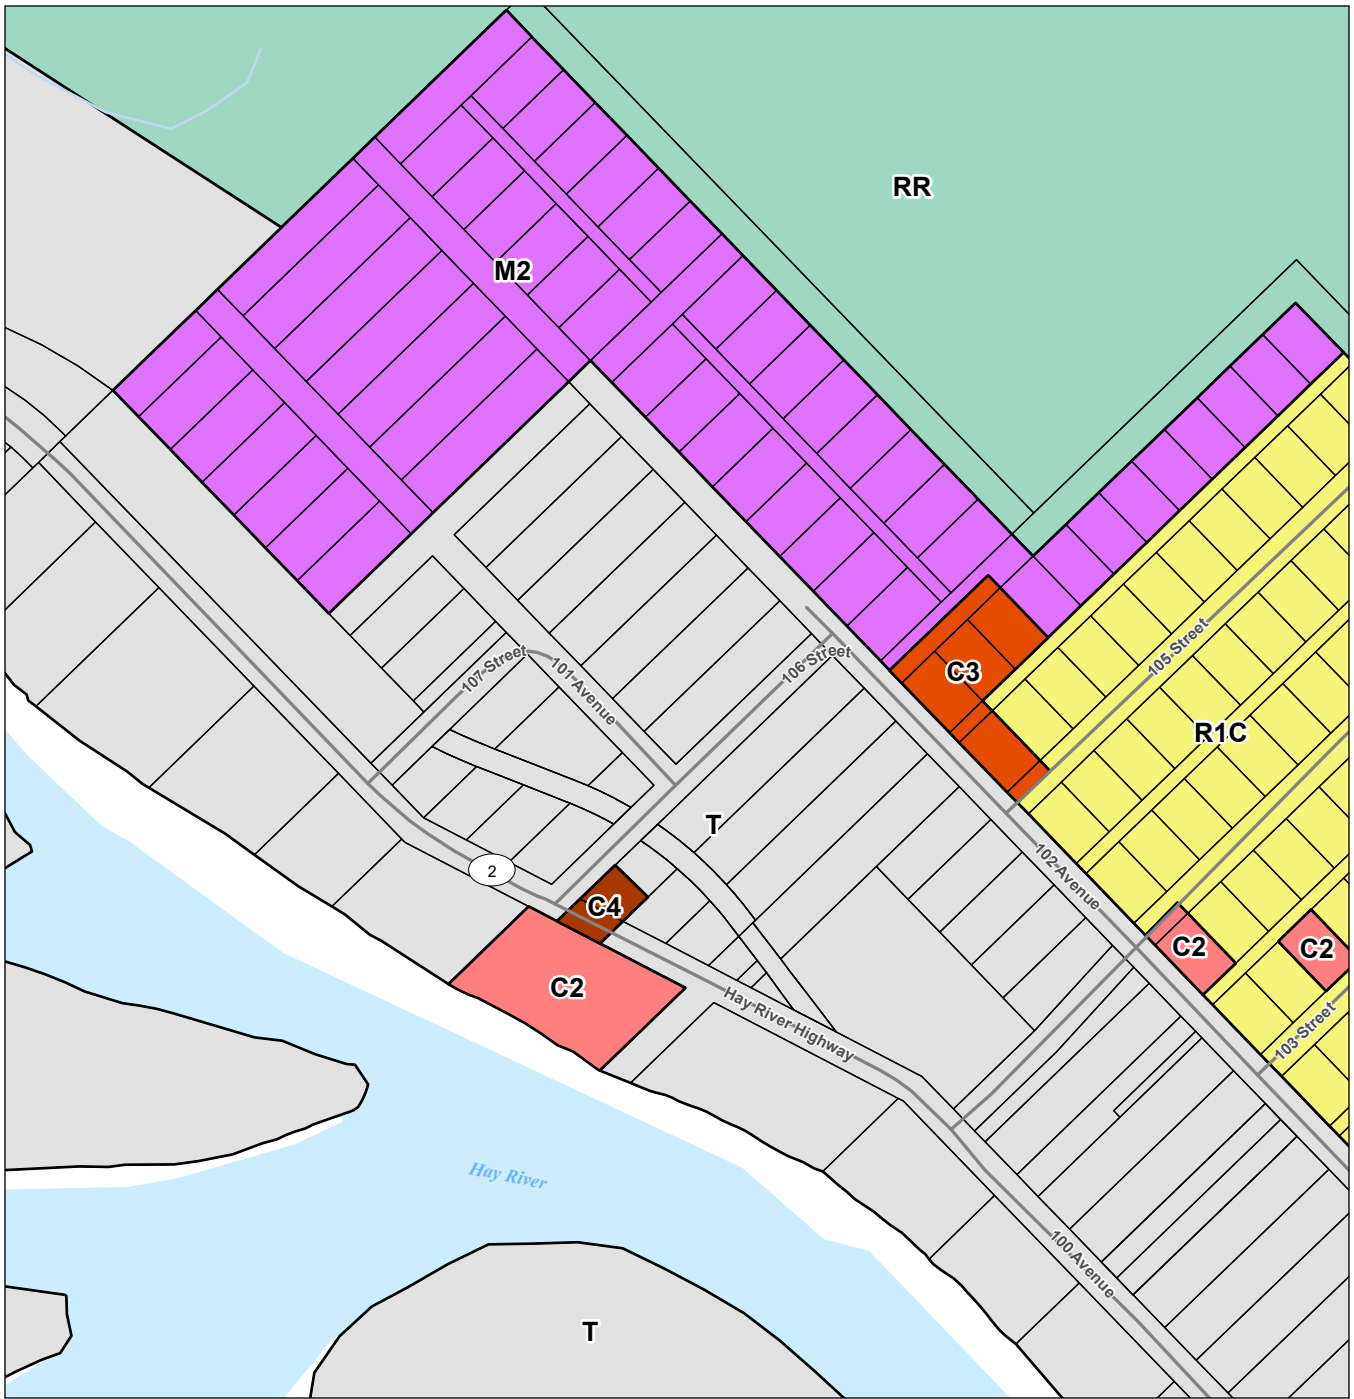 RR
M2
105 Street
106 Street
107 Street
101 Avenue
C3
R1C
T
102 Avenue
2
C4
C2
C2
C2
Hay River Highway
103 Street
Hay River
100 Avenue
T